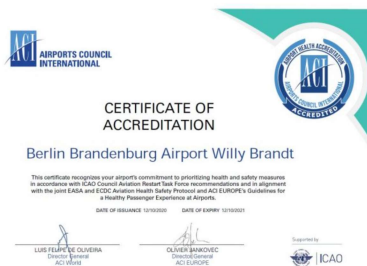 ACI
AIRPORTS COUNCIL
INTERNATIONAL
AIRPORT HEALTH ACCREDITATION
ACI
AIRPORTS COUNCIL INTERNATIONAL
ACCREDITED
CERTIFICATE OF
ACCREDITATION
Berlin Brandenburg Airport Willy Brandt
This certificate recognizes your airport's commitment to prioritizing health and safety measures
in accordance with ICAO Council Aviation Restart Task Force recommendations and in alignment
with the joint EASA and ECDC Aviation Health Safety Protocol and ACI EUROPE's Guidelines for
a Healthy Passenger Experience at Airports.
DATE OF ISSUANCE 12/10/2020 DATE OF EXPIRY 12/10/2021
LUIS FELIPE DE OLIVEIRA
Director General
ACI World
OLIVIER JANKOVEC
Director General
ACI EUROPE
Supported by
ICAO